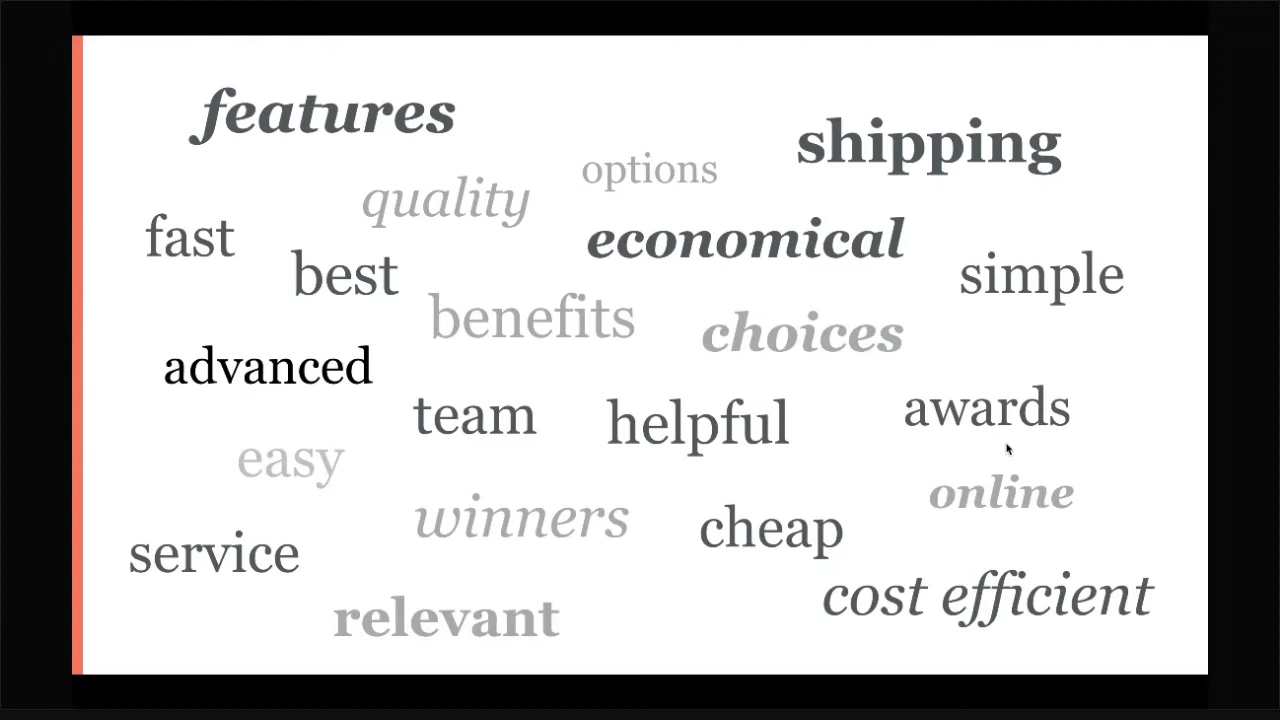 features
shipping
options
quality
fast
economical
best
simple
benefits
choices
advanced
team
helpful
awards
easy
online
winners
cheap
service
cost efficient
relevant